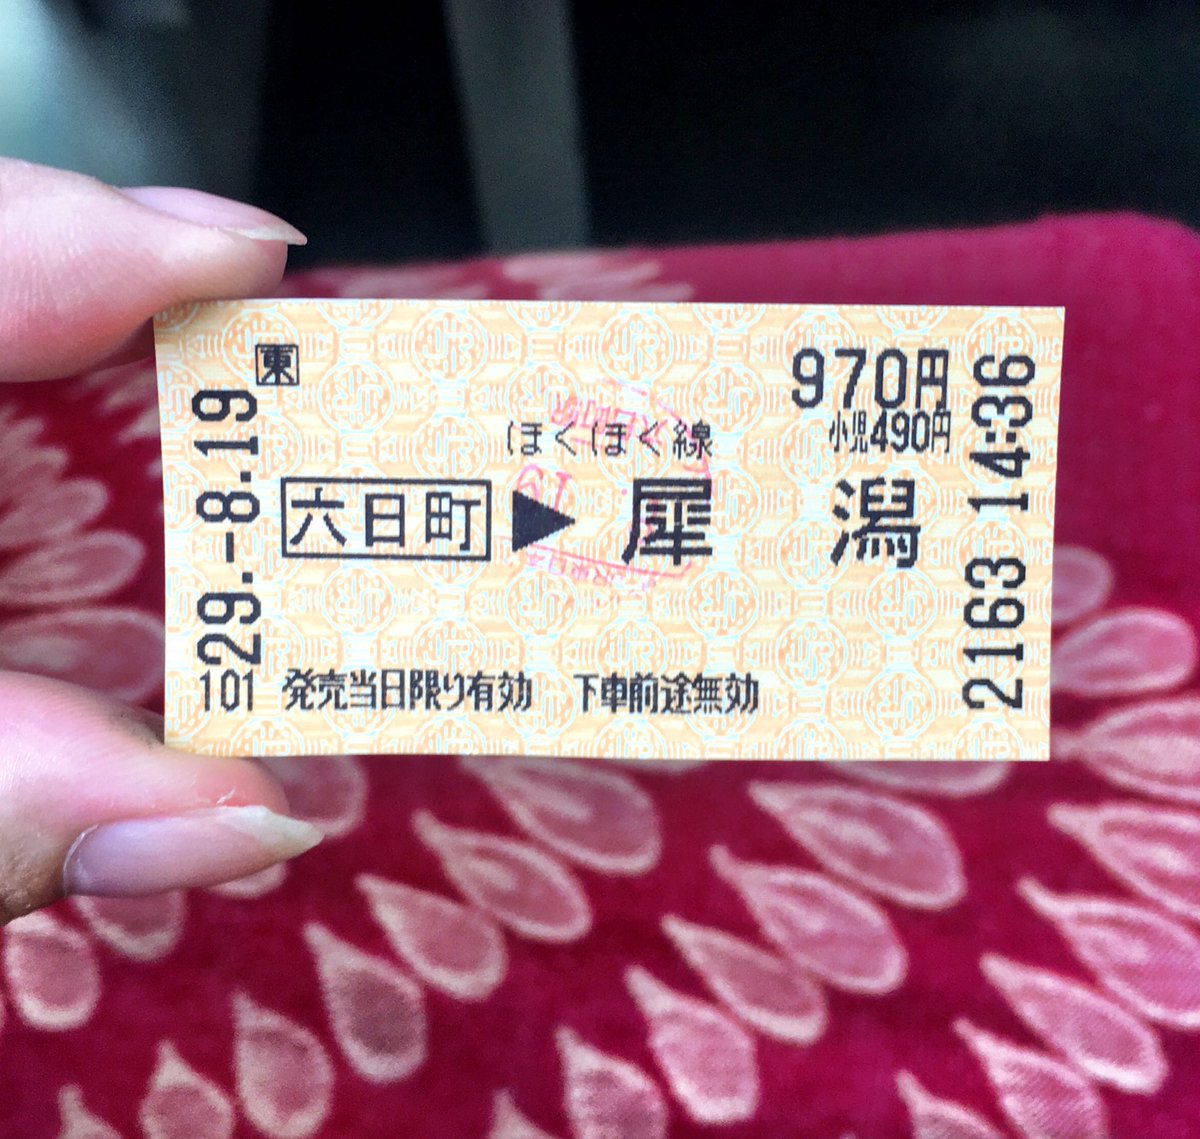 東
970円
小児490円
ほくほく線
六日町▶犀潟
発売当日限り有効 下車前途無効
101
29.-8.19
2163 14:36